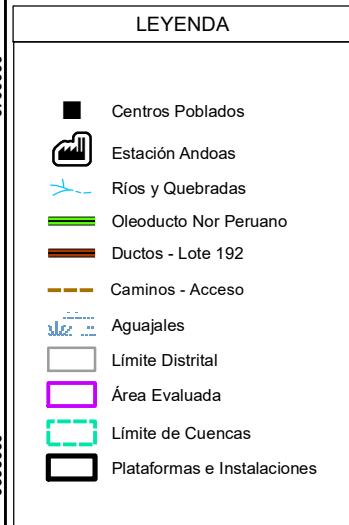 LEYENDA
Centros Poblados
Estación Andoas
Ríos y Quebradas
Oleoducto Nor Peruano
Ductos - Lote 192
Caminos - Acceso
Aguajales
Límite Distrital
Área Evaluada
Límite de Cuencas
Plataformas e Instalaciones